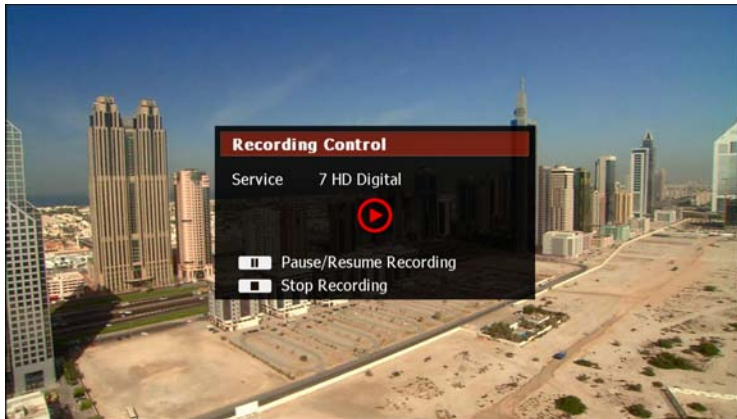 Recording Control
Service 7 HD Digital
Pause/Resume Recording
Stop Recording